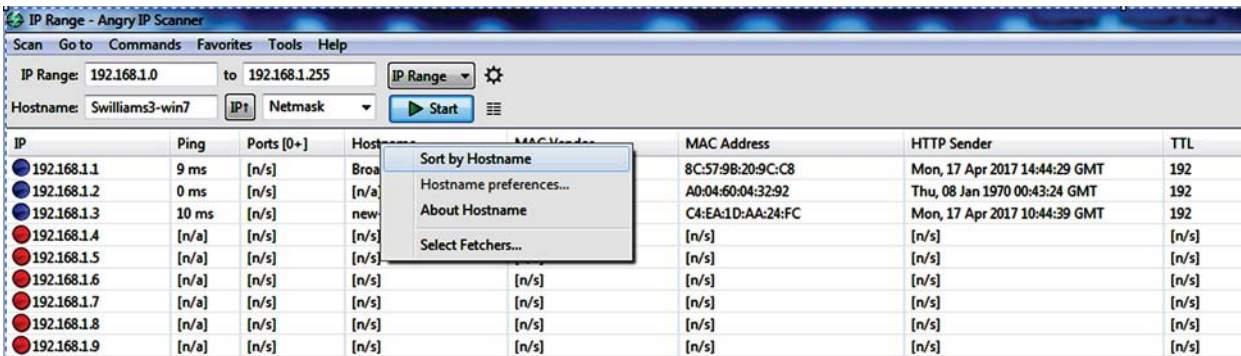 IP Range - Angry IP Scanner
Scan Go to Commands Favorites Tools Help
IP Range: 192.168.1.0 to 192.168.1.255 IP Range
Hostname: Swilliams3-win7 IP↑ Netmask Start
IP Ping Ports [0+] MAC Address HTTP Sender TTL
Sort by Hostname
Hostname preferences...
About Hostname
Select Fetchers...
192.168.1.1 9 ms [n/s] Broa 8C:57:9B:20:9C:C8 Mon, 17 Apr 2017 14:44:29 GMT 192
192.168.1.2 0 ms [n/s] [n/a] A0:04:60:04:32:92 Thu, 08 Jan 1970 00:43:24 GMT 192
192.168.1.3 10 ms [n/s] new- C4:EA:1D:AA:24:FC Mon, 17 Apr 2017 10:44:39 GMT 192
192.168.1.4 [n/a] [n/s] [n/s] [n/s] [n/s] [n/s]
192.168.1.5 [n/a] [n/s] [n/s] [n/s] [n/s] [n/s]
192.168.1.6 [n/a] [n/s] [n/s] [n/s] [n/s] [n/s] [n/s]
192.168.1.7 [n/a] [n/s] [n/s] [n/s] [n/s] [n/s] [n/s]
192.168.1.8 [n/a] [n/s] [n/s] [n/s] [n/s] [n/s] [n/s]
192.168.1.9 [n/a] [n/s] [n/s] [n/s] [n/s] [n/s] [n/s]